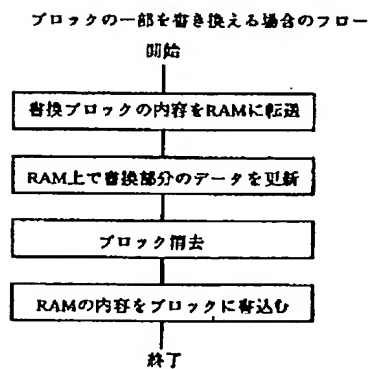 ブロックの一部を書き換える場合のフロー
開始
書換ブロックの内容をRAMに転送
RAM上で書換部分のデータを更新
ブロック消去
RAMの内容をブロックに書込む
終了